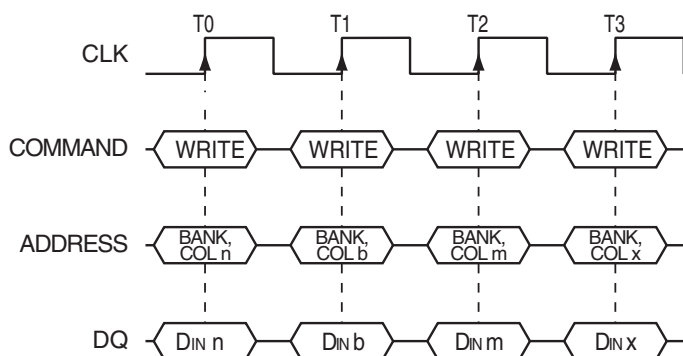 T0 T1 T2 T3
CLK
COMMAND WRITE WRITE WRITE WRITE
BANK, BANK, BANK, BANK,
ADDRESS
COL n COL b COL m COL x
DQ DIN n DIN b DIN m DIN x